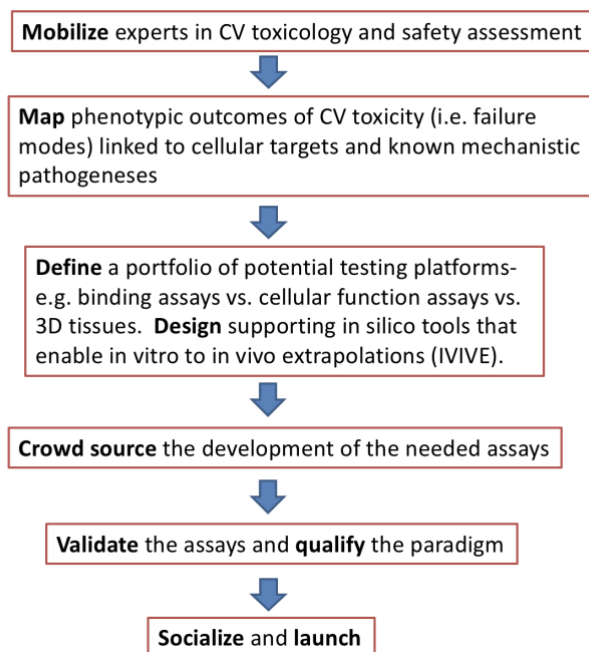 Mobilize experts in CV toxicology and safety assessment
Map phenotypic outcomes of CV toxicity (i.e. failure
modes) linked to cellular targets and known mechanistic
pathogeneses
Define a portfolio of potential testing platforms-
e.g. binding assays vs. cellular function assays vs.
3D tissues.  Design supporting in silico tools that
enable in vitro to in vivo extrapolations (IVIVE).
Crowd source the development of the needed assays
Validate the assays and qualify the paradigm
Socialize and launch